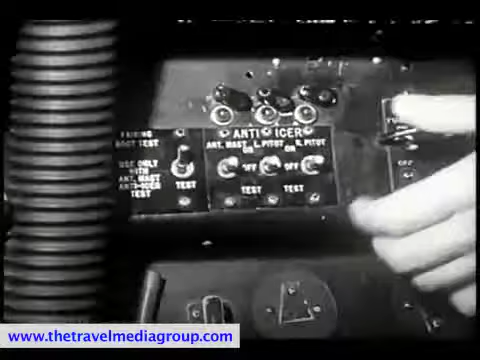 ANTI ICER
FAIRING
BOOT TEST
ANT. MAST L. PITOT R. PITOT
ON ON
USE ONLY
WITH
ANT. MAST
ANTI-ICER
TEST
TEST
OFF OFF
TEST TEST
OFF
www.thetravelmediagroup.com